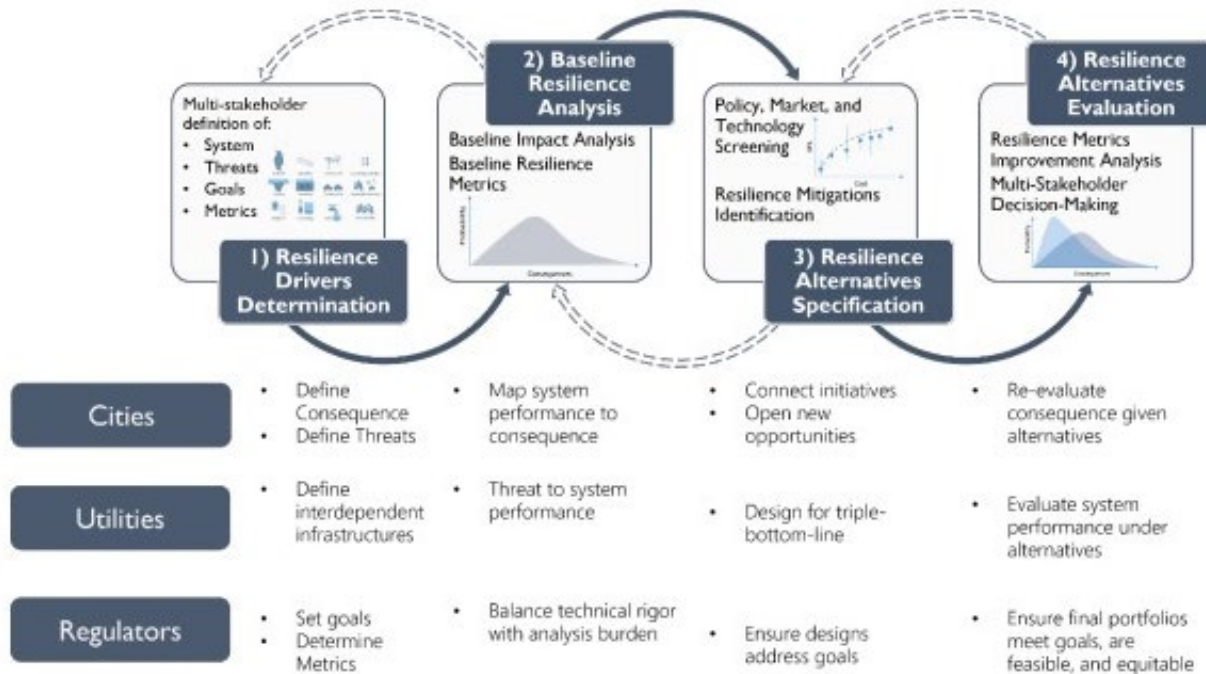 Multi-stakeholder
definition of:
• System
• Threats
• Goals
• Metrics
1) Resilience
Drivers
Determination
2) Baseline
Resilience
Analysis
Baseline Impact Analysis
Baseline Resilience
Metrics
Probability
Consequences
Policy, Market, and
Technology
Screening
Cost
Resilience Mitigations
Identification
3) Resilience
Alternatives
Specification
4) Resilience
Alternatives
Evaluation
Resilience Metrics
Improvement Analysis
Multi-Stakeholder
Decision-Making
Probability
Consequence
Cities
• Define
Consequence
• Define Threats
• Map system
performance to
consequence
• Connect initiatives
• Open new
opportunities
• Re-evaluate
consequence given
alternatives
Utilities
• Define
interdependent
infrastructures
• Threat to system
performance
• Design for triple-
bottom-line
• Evaluate system
performance under
alternatives
Regulators
• Set goals
• Determine
Metrics
• Balance technical rigor
with analysis burden
• Ensure designs
address goals
• Ensure final portfolios
meet goals, are
feasible, and equitable